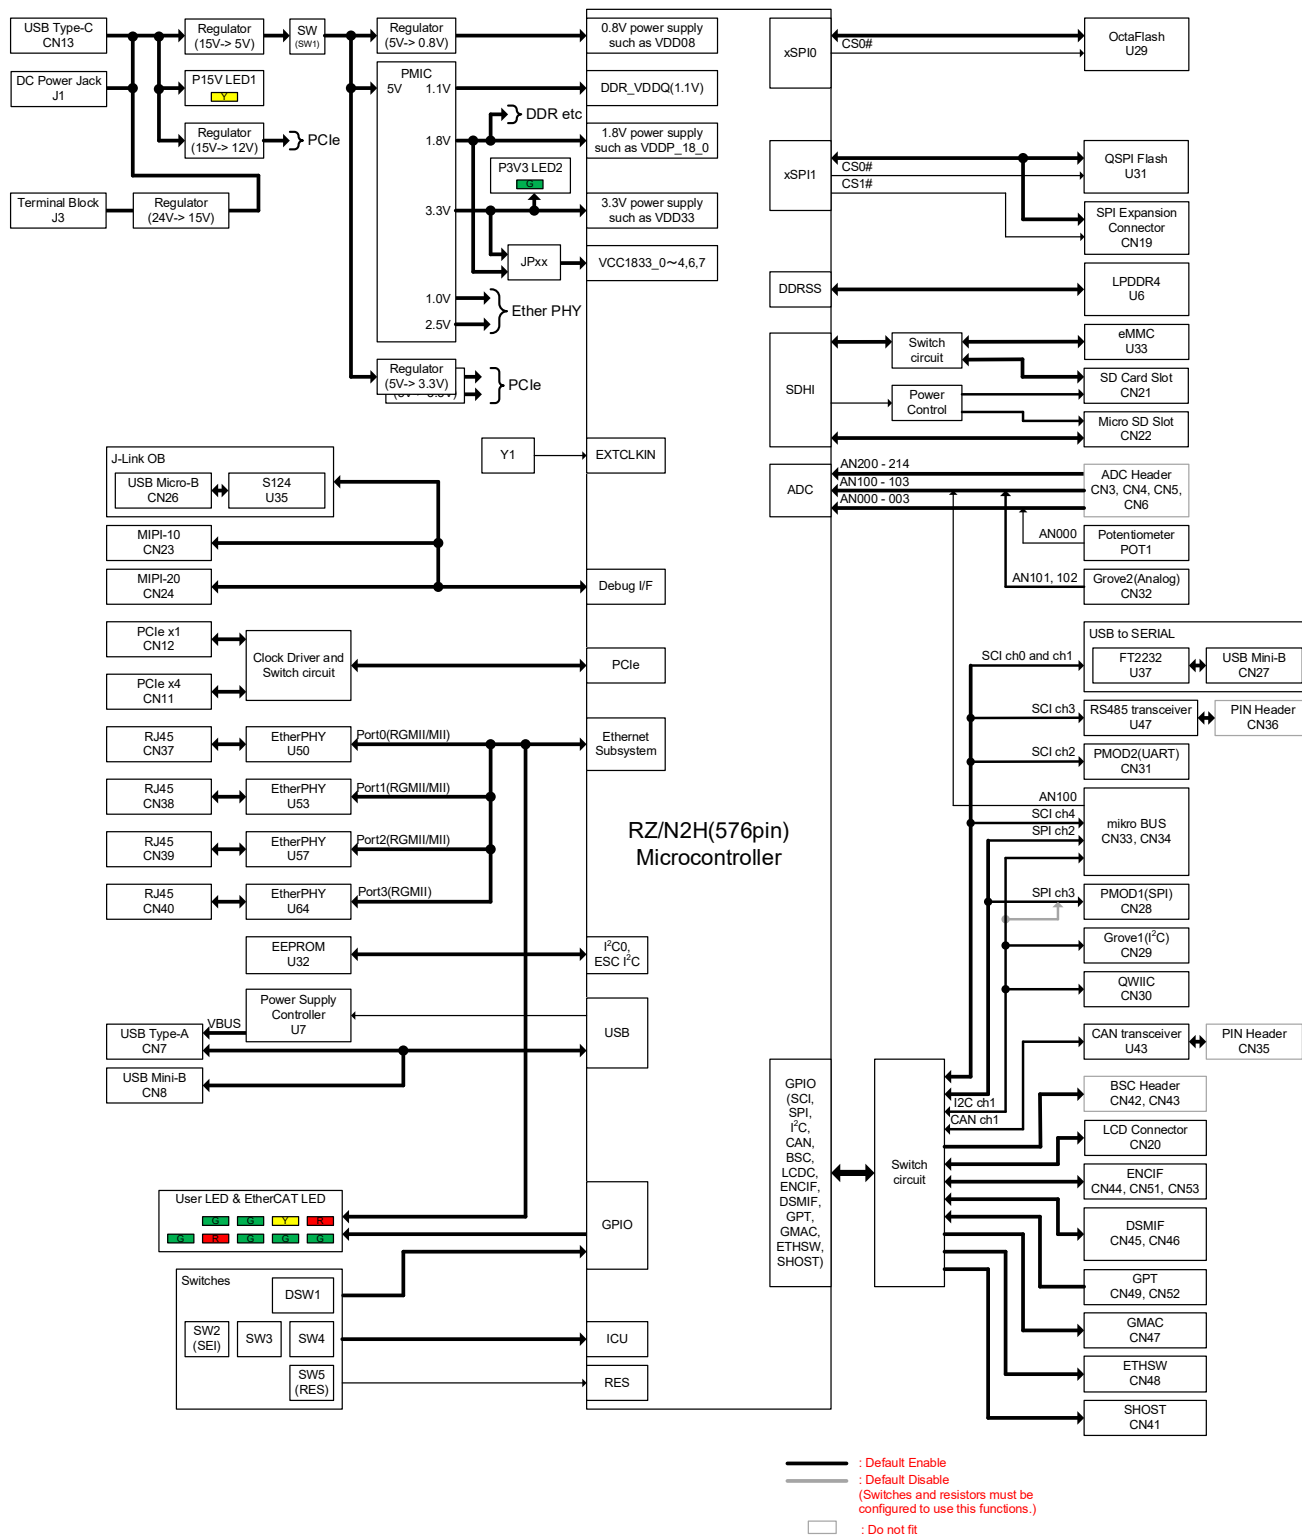 USB Type-C
CN13
DC Power Jack
J1
Terminal Block
J3
Regulator
(24V-> 15V)
Regulator
(15V-> 5V)
P15V LED1
Y
Regulator
(15V-> 12V)
PCIe
SW
(SW1)
Regulator
(5V-> 0.8V)
PMIC
5V
1.1V
1.8V
3.3V
1.0V
2.5V
DDR etc
P3V3 LED2
G
JPxx
Ether PHY
Regulator
(5V-> 3.3V)
PCIe
0.8V power supply
such as VDD08
DDR_VDDQ(1.1V)
1.8V power supply
such as VDDP_18_0
3.3V power supply
such as VDD33
VCC1833_0～4,6,7
Y1
EXTCLKIN
J-Link OB
USB Micro-B
CN26
S124
U35
MIPI-10
CN23
MIPI-20
CN24
Debug I/F
PCIe x1
CN12
PCIe x4
CN11
Clock Driver and
Switch circuit
PCIe
RJ45
CN37
EtherPHY
U50
Port0(RGMII/MII)
Ethernet
Subsystem
RJ45
CN38
EtherPHY
U53
Port1(RGMII/MII)
RJ45
CN39
EtherPHY
U57
Port2(RGMII/MII)
RJ45
CN40
EtherPHY
U64
Port3(RGMII)
EEPROM
U32
I²C0,
ESC I²C
Power Supply
Controller
U7
VBUS
USB Type-A
CN7
USB Mini-B
CN8
USB
User LED & EtherCAT LED
G G Y R
G R G G G
GPIO
Switches
DSW1
SW2
(SEI)
SW3
SW4
SW5
(RES)
ICU
RES
RZ/N2H(576pin)
Microcontroller
xSPI0
CS0#
OctaFlash
U29
xSPI1
CS0#
CS1#
QSPI Flash
U31
SPI Expansion
Connector
CN19
DDRSS
LPDDR4
U6
SDHI
Switch
circuit
Power
Control
eMMC
U33
SD Card Slot
CN21
Micro SD Slot
CN22
ADC
AN200 - 214
AN100 - 103
AN000 - 003
ADC Header
CN3, CN4, CN5,
CN6
AN000
Potentiometer
POT1
AN101, 102
Grove2(Analog)
CN32
USB to SERIAL
SCI ch0 and ch1
FT2232
U37
USB Mini-B
CN27
SCI ch3
RS485 transceiver
U47
PIN Header
CN36
SCI ch2
PMOD2(UART)
CN31
AN100
SCI ch4
SPI ch2
mikro BUS
CN33, CN34
SPI ch3
PMOD1(SPI)
CN28
Grove1(I²C)
CN29
QWIIC
CN30
CAN transceiver
U43
PIN Header
CN35
I2C ch1
CAN ch1
GPIO
(SCI,
SPI,
I²C,
CAN,
BSC,
LCDC,
ENCIF,
DSMIF,
GPT,
GMAC,
ETHSW,
SHOST)
Switch
circuit
BSC Header
CN42, CN43
LCD Connector
CN20
ENCIF
CN44, CN51, CN53
DSMIF
CN45, CN46
GPT
CN49, CN52
GMAC
CN47
ETHSW
CN48
SHOST
CN41
: Default Enable
: Default Disable
(Switches and resistors must be
configured to use this functions.)
: Do not fit